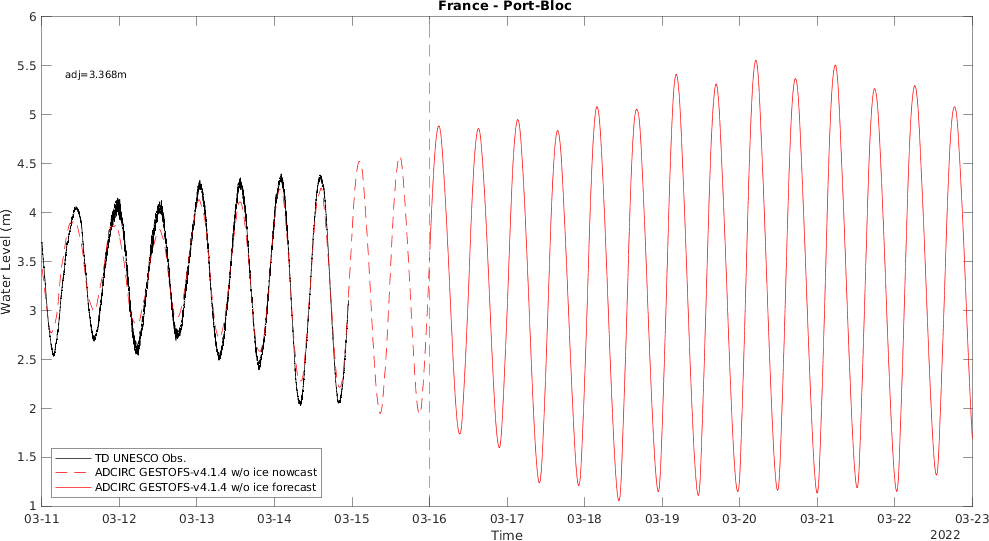 France - Port-Bloc
6
5.5
5
4.5
4
3.5
3
2.5
2
1.5
1
Water Level (m)
adj=3.368m
TD UNESCO Obs.
ADCIRC GESTOFS-v4.1.4 w/o ice nowcast
ADCIRC GESTOFS-v4.1.4 w/o ice forecast
03-11 03-12 03-13 03-14 03-15 03-16 03-17 03-18 03-19 03-20 03-21 03-22 03-23
Time
2022